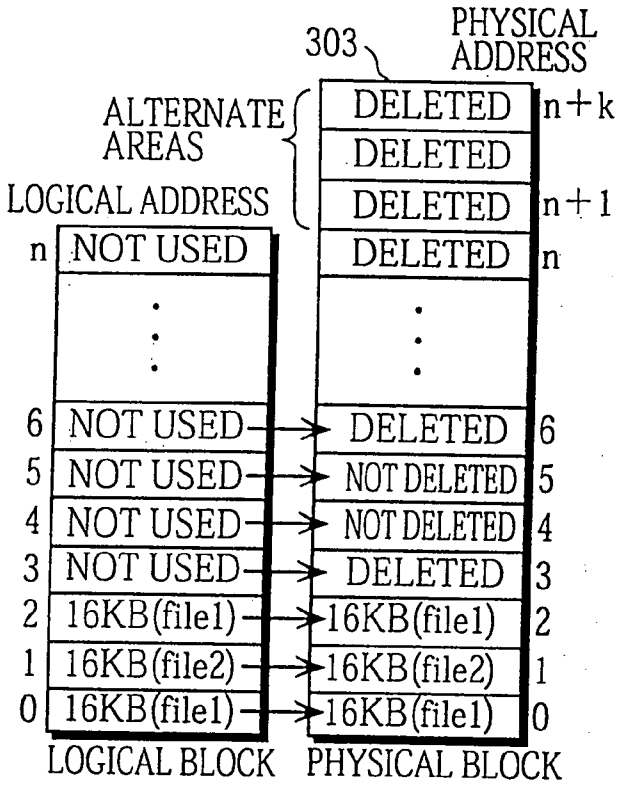 PHYSICAL
ADDRESS
303
ALTERNATE
AREAS
DELETED n+k
DELETED
DELETED n+1
LOGICAL ADDRESS
n NOT USED DELETED n
6 NOT USED DELETED 6
5 NOT USED NOT DELETED 5
4 NOT USED NOT DELETED 4
3 NOT USED DELETED 3
2 16KB(file1) 16KB(file1) 2
1 16KB(file2) 16KB(file2) 1
0 16KB(file1) 16KB(file1) 0
LOGICAL BLOCK PHYSICAL BLOCK